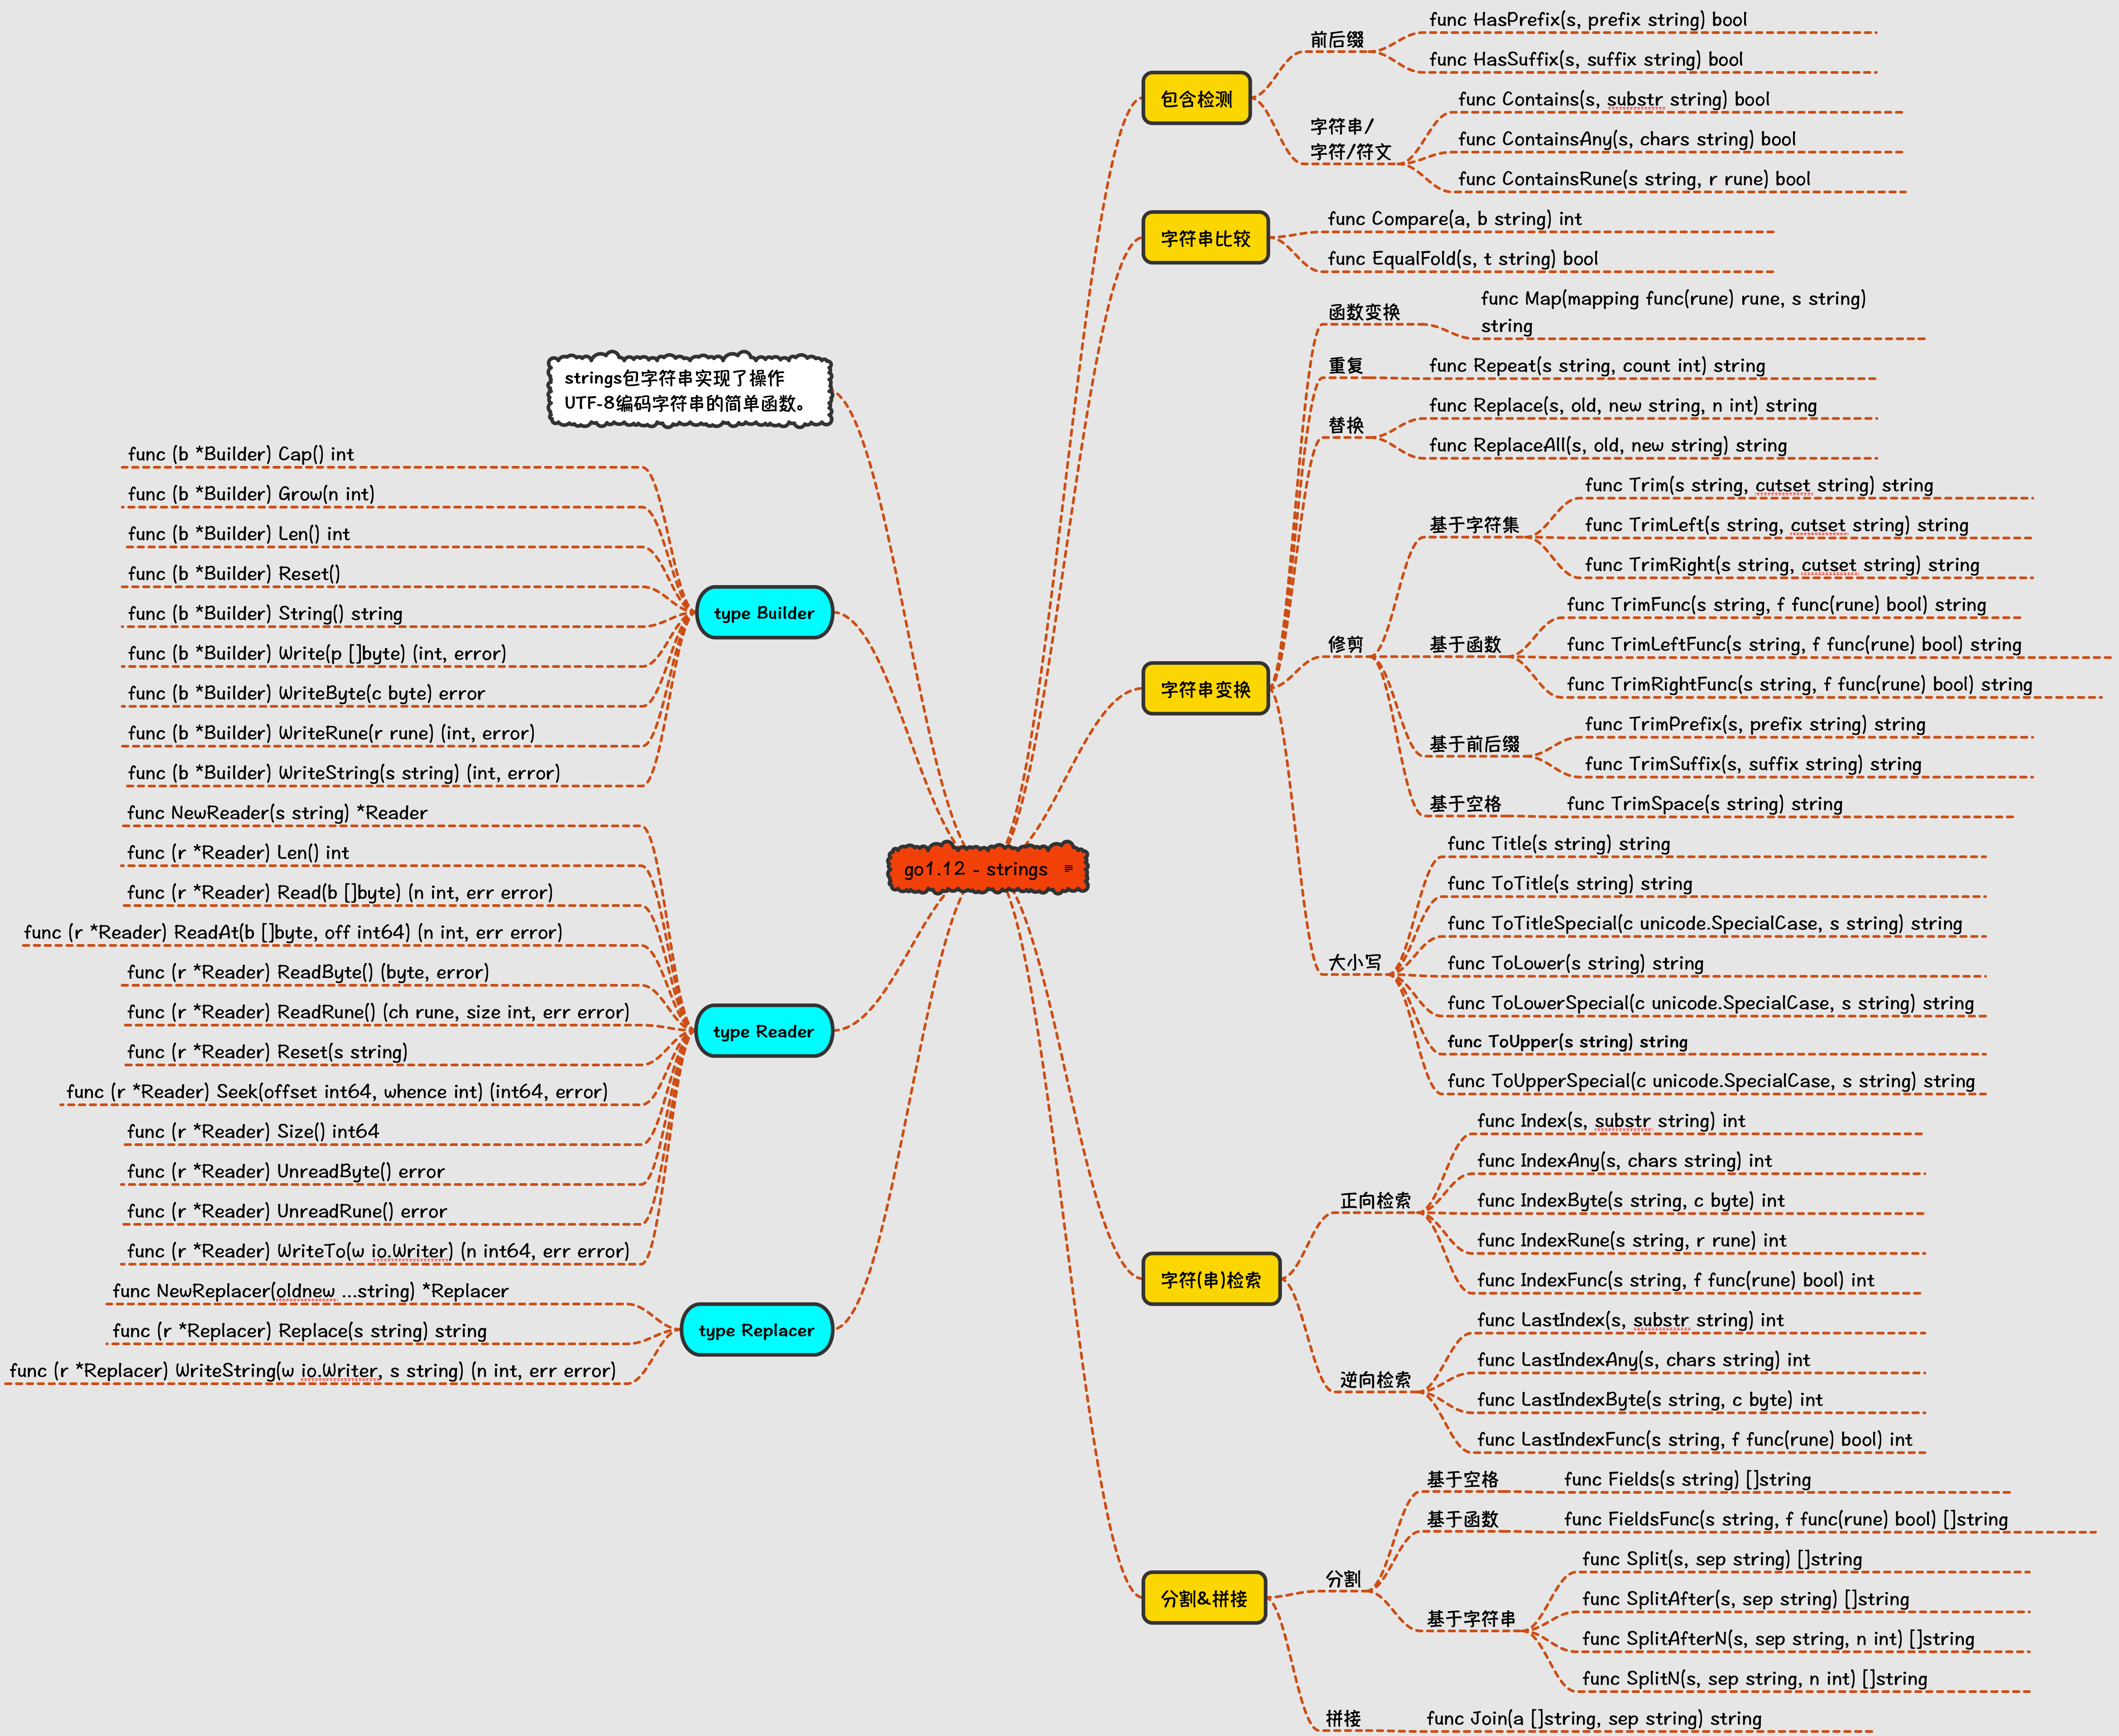 go1.12 - strings
strings包字符串实现了操作
UTF-8编码字符串的简单函数。
type Builder
func (b *Builder) Cap() int
func (b *Builder) Grow(n int)
func (b *Builder) Len() int
func (b *Builder) Reset()
func (b *Builder) String() string
func (b *Builder) Write(p []byte) (int, error)
func (b *Builder) WriteByte(c byte) error
func (b *Builder) WriteRune(r rune) (int, error)
func (b *Builder) WriteString(s string) (int, error)
type Reader
func NewReader(s string) *Reader
func (r *Reader) Len() int
func (r *Reader) Read(b []byte) (n int, err error)
func (r *Reader) ReadAt(b []byte, off int64) (n int, err error)
func (r *Reader) ReadByte() (byte, error)
func (r *Reader) ReadRune() (ch rune, size int, err error)
func (r *Reader) Reset(s string)
func (r *Reader) Seek(offset int64, whence int) (int64, error)
func (r *Reader) Size() int64
func (r *Reader) UnreadByte() error
func (r *Reader) UnreadRune() error
func (r *Reader) WriteTo(w io.Writer) (n int64, err error)
type Replacer
func NewReplacer(oldnew ...string) *Replacer
func (r *Replacer) Replace(s string) string
func (r *Replacer) WriteString(w io.Writer, s string) (n int, err error)
包含检测
前后缀
func HasPrefix(s, prefix string) bool
func HasSuffix(s, suffix string) bool
字符串/
字符/符文
func Contains(s, substr string) bool
func ContainsAny(s, chars string) bool
func ContainsRune(s string, r rune) bool
字符串比较
func Compare(a, b string) int
func EqualFold(s, t string) bool
字符串变换
函数变换
func Map(mapping func(rune) rune, s string)
string
重复
func Repeat(s string, count int) string
替换
func Replace(s, old, new string, n int) string
func ReplaceAll(s, old, new string) string
修剪
基于字符集
func Trim(s string, cutset string) string
func TrimLeft(s string, cutset string) string
func TrimRight(s string, cutset string) string
基于函数
func TrimFunc(s string, f func(rune) bool) string
func TrimLeftFunc(s string, f func(rune) bool) string
func TrimRightFunc(s string, f func(rune) bool) string
基于前后缀
func TrimPrefix(s, prefix string) string
func TrimSuffix(s, suffix string) string
基于空格
func TrimSpace(s string) string
大小写
func Title(s string) string
func ToTitle(s string) string
func ToTitleSpecial(c unicode.SpecialCase, s string) string
func ToLower(s string) string
func ToLowerSpecial(c unicode.SpecialCase, s string) string
func ToUpper(s string) string
func ToUpperSpecial(c unicode.SpecialCase, s string) string
字符(串)检索
正向检索
func Index(s, substr string) int
func IndexAny(s, chars string) int
func IndexByte(s string, c byte) int
func IndexRune(s string, r rune) int
func IndexFunc(s string, f func(rune) bool) int
逆向检索
func LastIndex(s, substr string) int
func LastIndexAny(s, chars string) int
func LastIndexByte(s string, c byte) int
func LastIndexFunc(s string, f func(rune) bool) int
分割&拼接
分割
基于空格
func Fields(s string) []string
基于函数
func FieldsFunc(s string, f func(rune) bool) []string
基于字符串
func Split(s, sep string) []string
func SplitAfter(s, sep string) []string
func SplitAfterN(s, sep string, n int) []string
func SplitN(s, sep string, n int) []string
拼接
func Join(a []string, sep string) string